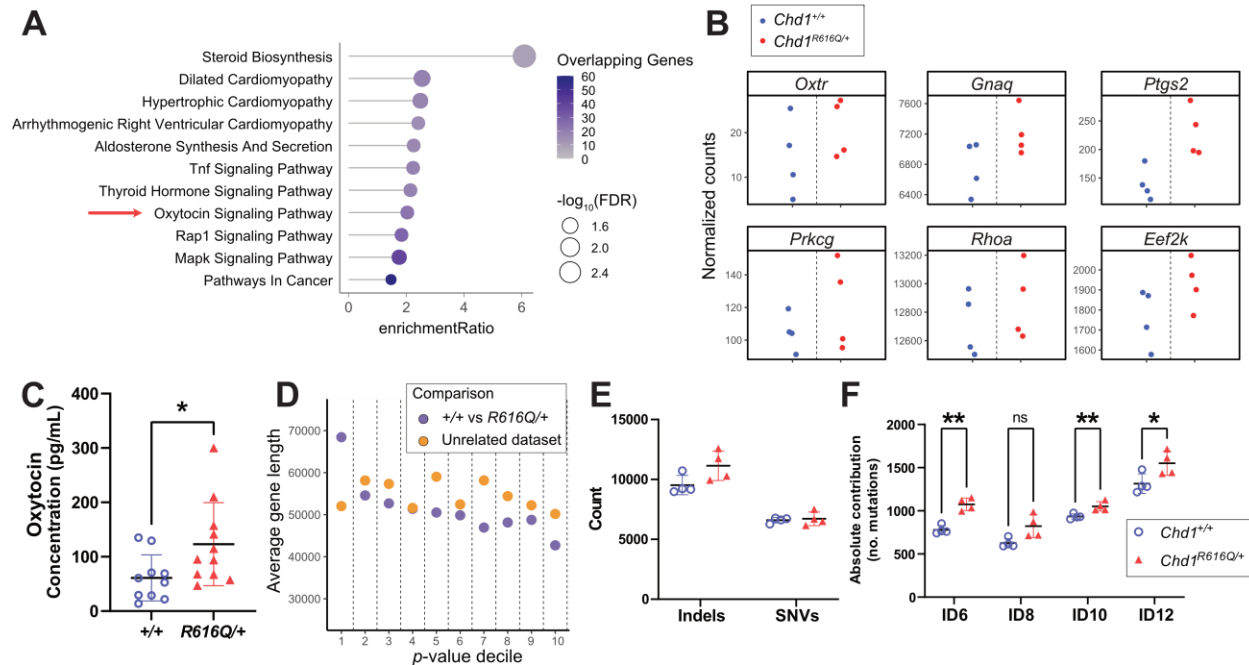 A
Steroid Biosynthesis
Dilated Cardiomyopathy
Hypertrophic Cardiomyopathy
Arrhythmogenic Right Ventricular Cardiomyopathy
Aldosterone Synthesis And Secretion
Tnf Signaling Pathway
Thyroid Hormone Signaling Pathway
Oxytocin Signaling Pathway
Rap1 Signaling Pathway
Mapk Signaling Pathway
Pathways In Cancer
0 2 4 6
enrichmentRatio
Overlapping Genes
60
50
40
30
20
10
0
-log10(FDR)
1.6
2.0
2.4
B
Chd1+/+
Chd1R616Q/+
Normalized counts
Oxtr
20
10
Gnaq
7600
7200
6800
6400
Ptgs2
250
200
150
Prkcg
140
120
100
Rhoa
13200
13000
12800
12600
Eef2k
2000
1900
1800
1700
1600
C
Oxytocin
Concentration (pg/mL)
400
300
200
100
0
*
+/+ R616Q/+
D
Comparison
+/+ vs R616Q/+
Unrelated dataset
Average gene length
70000
60000
50000
40000
30000
1 2 3 4 5 6 7 8 9 10
p-value decile
E
Count
15000
10000
5000
0
Indels SNVs
F
Absolute contribution
(no. mutations)
2000
1500
1000
500
0
** ns ** *
Chd1+/+
Chd1R616Q/+
ID6 ID8 ID10 ID12